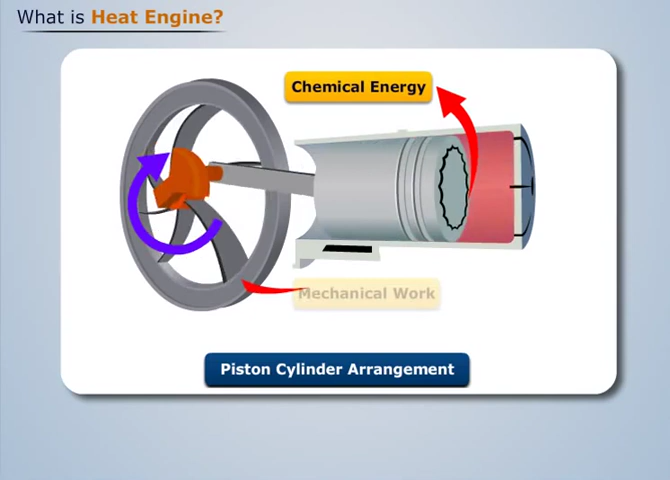 What is Heat Engine?
Chemical Energy
Mechanical Work
Piston Cylinder Arrangement